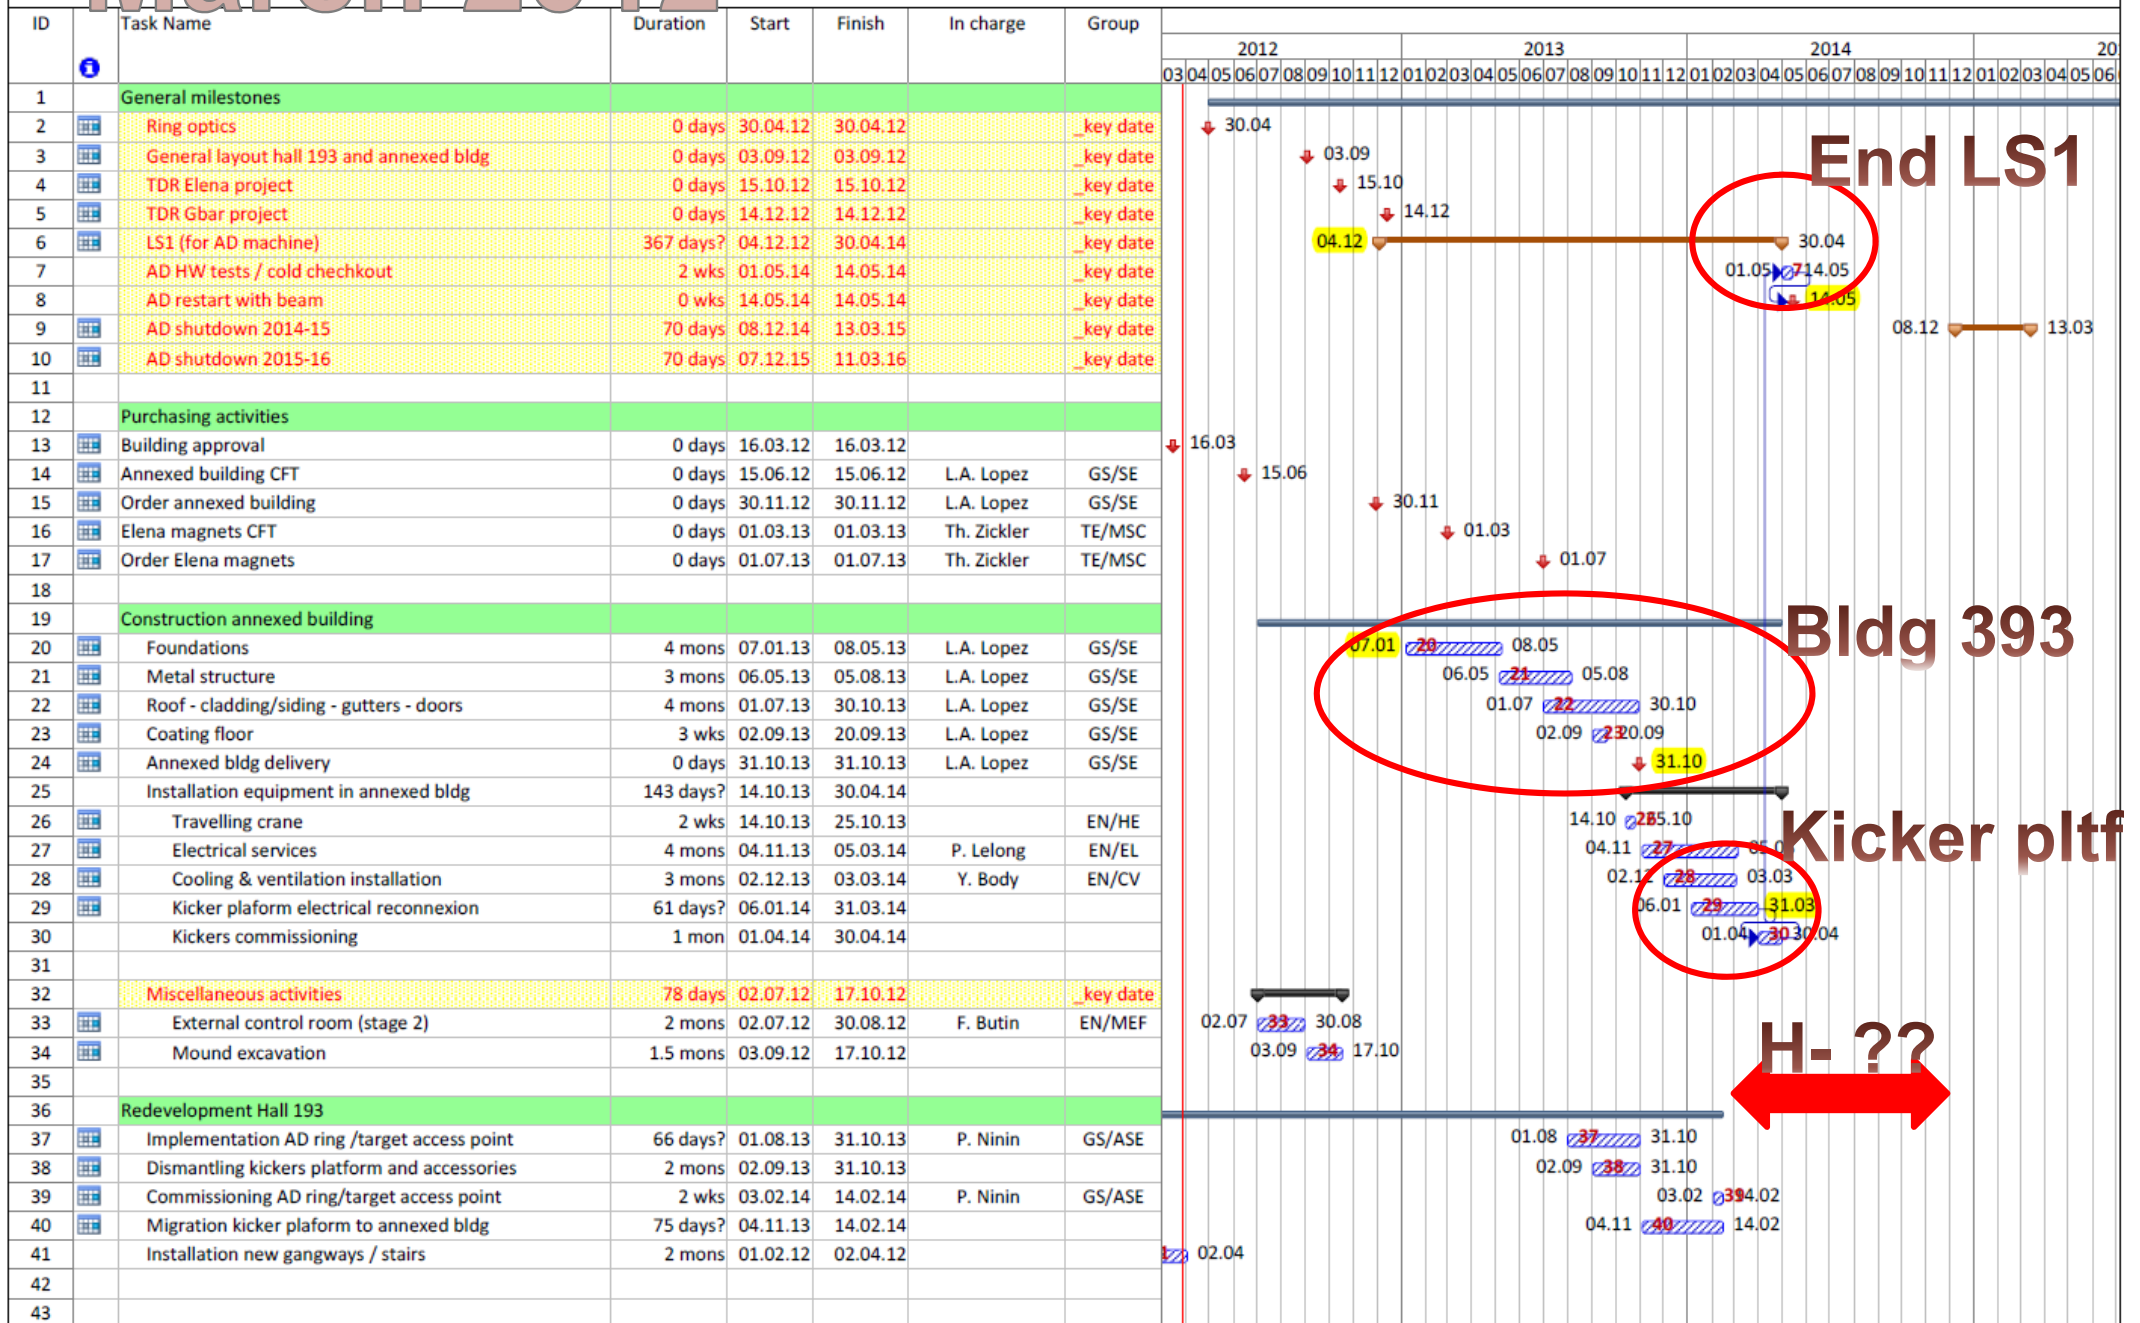 March 2012
ID Task Name Duration Start Finish In charge Group
2012 2013 2014 20
03 04 05 06 07 08 09 10 11 12 01 02 03 04 05 06 07 08 09 10 11 12 01 02 03 04 05 06 07 08 09 10 11 12 01 02 03 04 05 06
1 General milestones
2 Ring optics 0 days 30.04.12 30.04.12 _key date 30.04
End LS1
3 General layout hall 193 and annexed bldg 0 days 03.09.12 03.09.12 _key date 03.09
4 TDR Elena project 0 days 15.10.12 15.10.12 _key date 15.10
5 TDR Gbar project 0 days 14.12.12 14.12.12 _key date 14.12
6 LS1 (for AD machine) 367 days? 04.12.12 30.04.14 _key date 04.12 30.04
7 AD HW tests / cold chechkout 2 wks 01.05.14 14.05.14 _key date 01.05 7 14.05
8 AD restart with beam 0 wks 14.05.14 14.05.14 _key date 14.05
9 AD shutdown 2014-15 70 days 08.12.14 13.03.15 _key date 08.12 13.03
10 AD shutdown 2015-16 70 days 07.12.15 11.03.16 _key date
11
12 Purchasing activities
13 Building approval 0 days 16.03.12 16.03.12 16.03
14 Annexed building CFT 0 days 15.06.12 15.06.12 L.A. Lopez GS/SE 15.06
15 Order annexed building 0 days 30.11.12 30.11.12 L.A. Lopez GS/SE 30.11
16 Elena magnets CFT 0 days 01.03.13 01.03.13 Th. Zickler TE/MSC 01.03
17 Order Elena magnets 0 days 01.07.13 01.07.13 Th. Zickler TE/MSC 01.07
18
19 Construction annexed building
Bldg 393
20 Foundations 4 mons 07.01.13 08.05.13 L.A. Lopez GS/SE 07.01 20 08.05
21 Metal structure 3 mons 06.05.13 05.08.13 L.A. Lopez GS/SE 06.05 21 05.08
22 Roof - cladding/siding - gutters - doors 4 mons 01.07.13 30.10.13 L.A. Lopez GS/SE 01.07 22 30.10
23 Coating floor 3 wks 02.09.13 20.09.13 L.A. Lopez GS/SE 02.09 23 20.09
24 Annexed bldg delivery 0 days 31.10.13 31.10.13 L.A. Lopez GS/SE 31.10
25 Installation equipment in annexed bldg 143 days? 14.10.13 30.04.14
26 Travelling crane 2 wks 14.10.13 25.10.13 EN/HE 14.10 26 25.10
Kicker pltf
27 Electrical services 4 mons 04.11.13 05.03.14 P. Lelong EN/EL 04.11 27 05.0
28 Cooling & ventilation installation 3 mons 02.12.13 03.03.14 Y. Body EN/CV 02.12 28 03.03
29 Kicker plaform electrical reconnexion 61 days? 06.01.14 31.03.14 06.01 29 31.03
30 Kickers commissioning 1 mon 01.04.14 30.04.14 01.04 30 30.04
31
32 Miscellaneous activities 78 days 02.07.12 17.10.12 _key date
33 External control room (stage 2) 2 mons 02.07.12 30.08.12 F. Butin EN/MEF 02.07 33 30.08
34 Mound excavation 1.5 mons 03.09.12 17.10.12 03.09 34 17.10
H- ??
35
36 Redevelopment Hall 193
37 Implementation AD ring /target access point 66 days? 01.08.13 31.10.13 P. Ninin GS/ASE 01.08 37 31.10
38 Dismantling kickers platform and accessories 2 mons 02.09.13 31.10.13 02.09 38 31.10
39 Commissioning AD ring/target access point 2 wks 03.02.14 14.02.14 P. Ninin GS/ASE 03.02 39 14.02
40 Migration kicker plaform to annexed bldg 75 days? 04.11.13 14.02.14 04.11 40 14.02
41 Installation new gangways / stairs 2 mons 01.02.12 02.04.12 02.04
42
43